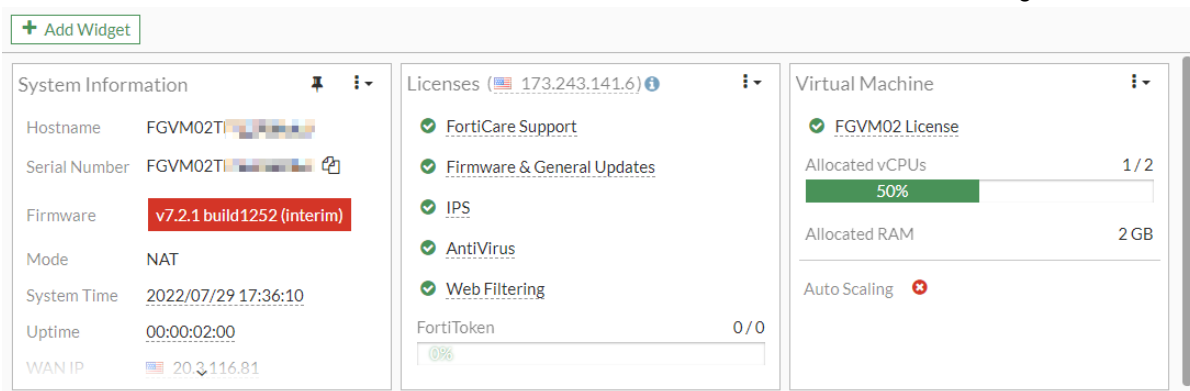 + Add Widget
System Information
Hostname FGVM02T
Serial Number FGVM02T
Firmware v7.2.1 build1252 (interim)
Mode NAT
System Time 2022/07/29 17:36:10
Uptime 00:00:02:00
WAN IP 20.3.116.81
Licenses ( 173.243.141.6)
FortiCare Support
Firmware & General Updates
IPS
AntiVirus
Web Filtering
FortiToken 0/0
0%
Virtual Machine
FGVM02 License
Allocated vCPUs 1/2
50%
Allocated RAM 2 GB
Auto Scaling